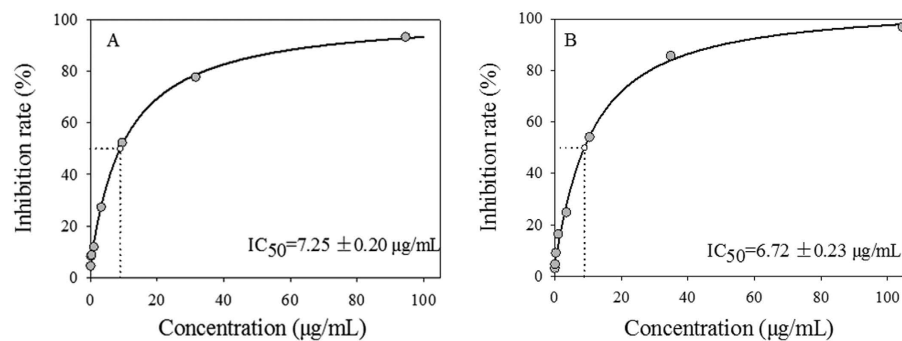 A
Inhibition rate (%)
100
80
60
40
20
0
IC50=7.25 ±0.20 μg/mL
0 20 40 60 80 100
Concentration (μg/mL)
B
Inhibition rate (%)
100
80
60
40
20
0
IC50=6.72 ±0.23 μg/mL
0 20 40 60 80 100
Concentration (μg/mL)